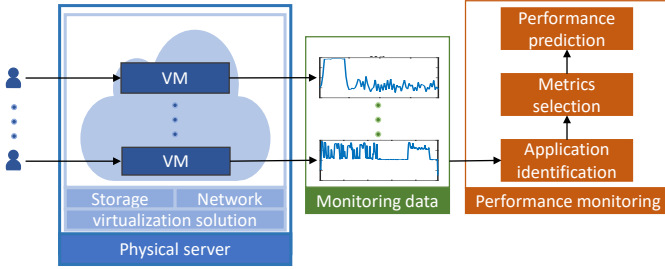 VM
VM
Storage
Network
virtualization solution
Physical server
Monitoring data
Performance
prediction
Metrics
selection
Application
identification
Performance monitoring